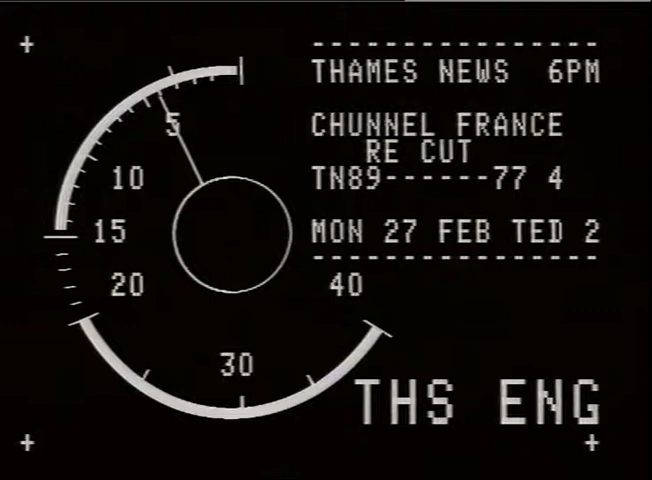 ----------------
THAMES NEWS  6PM
CHUNNEL FRANCE
RE CUT
TN89------77 4
MON 27 FEB TED 2
----------------
5
10
15
20
30
40
THS ENG